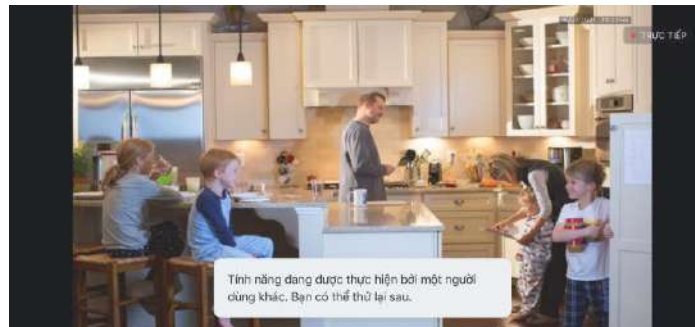 TRỰC TIẾP
Tính năng đang được thực hiện bởi một người
dùng khác. Bạn có thể thử lại sau.